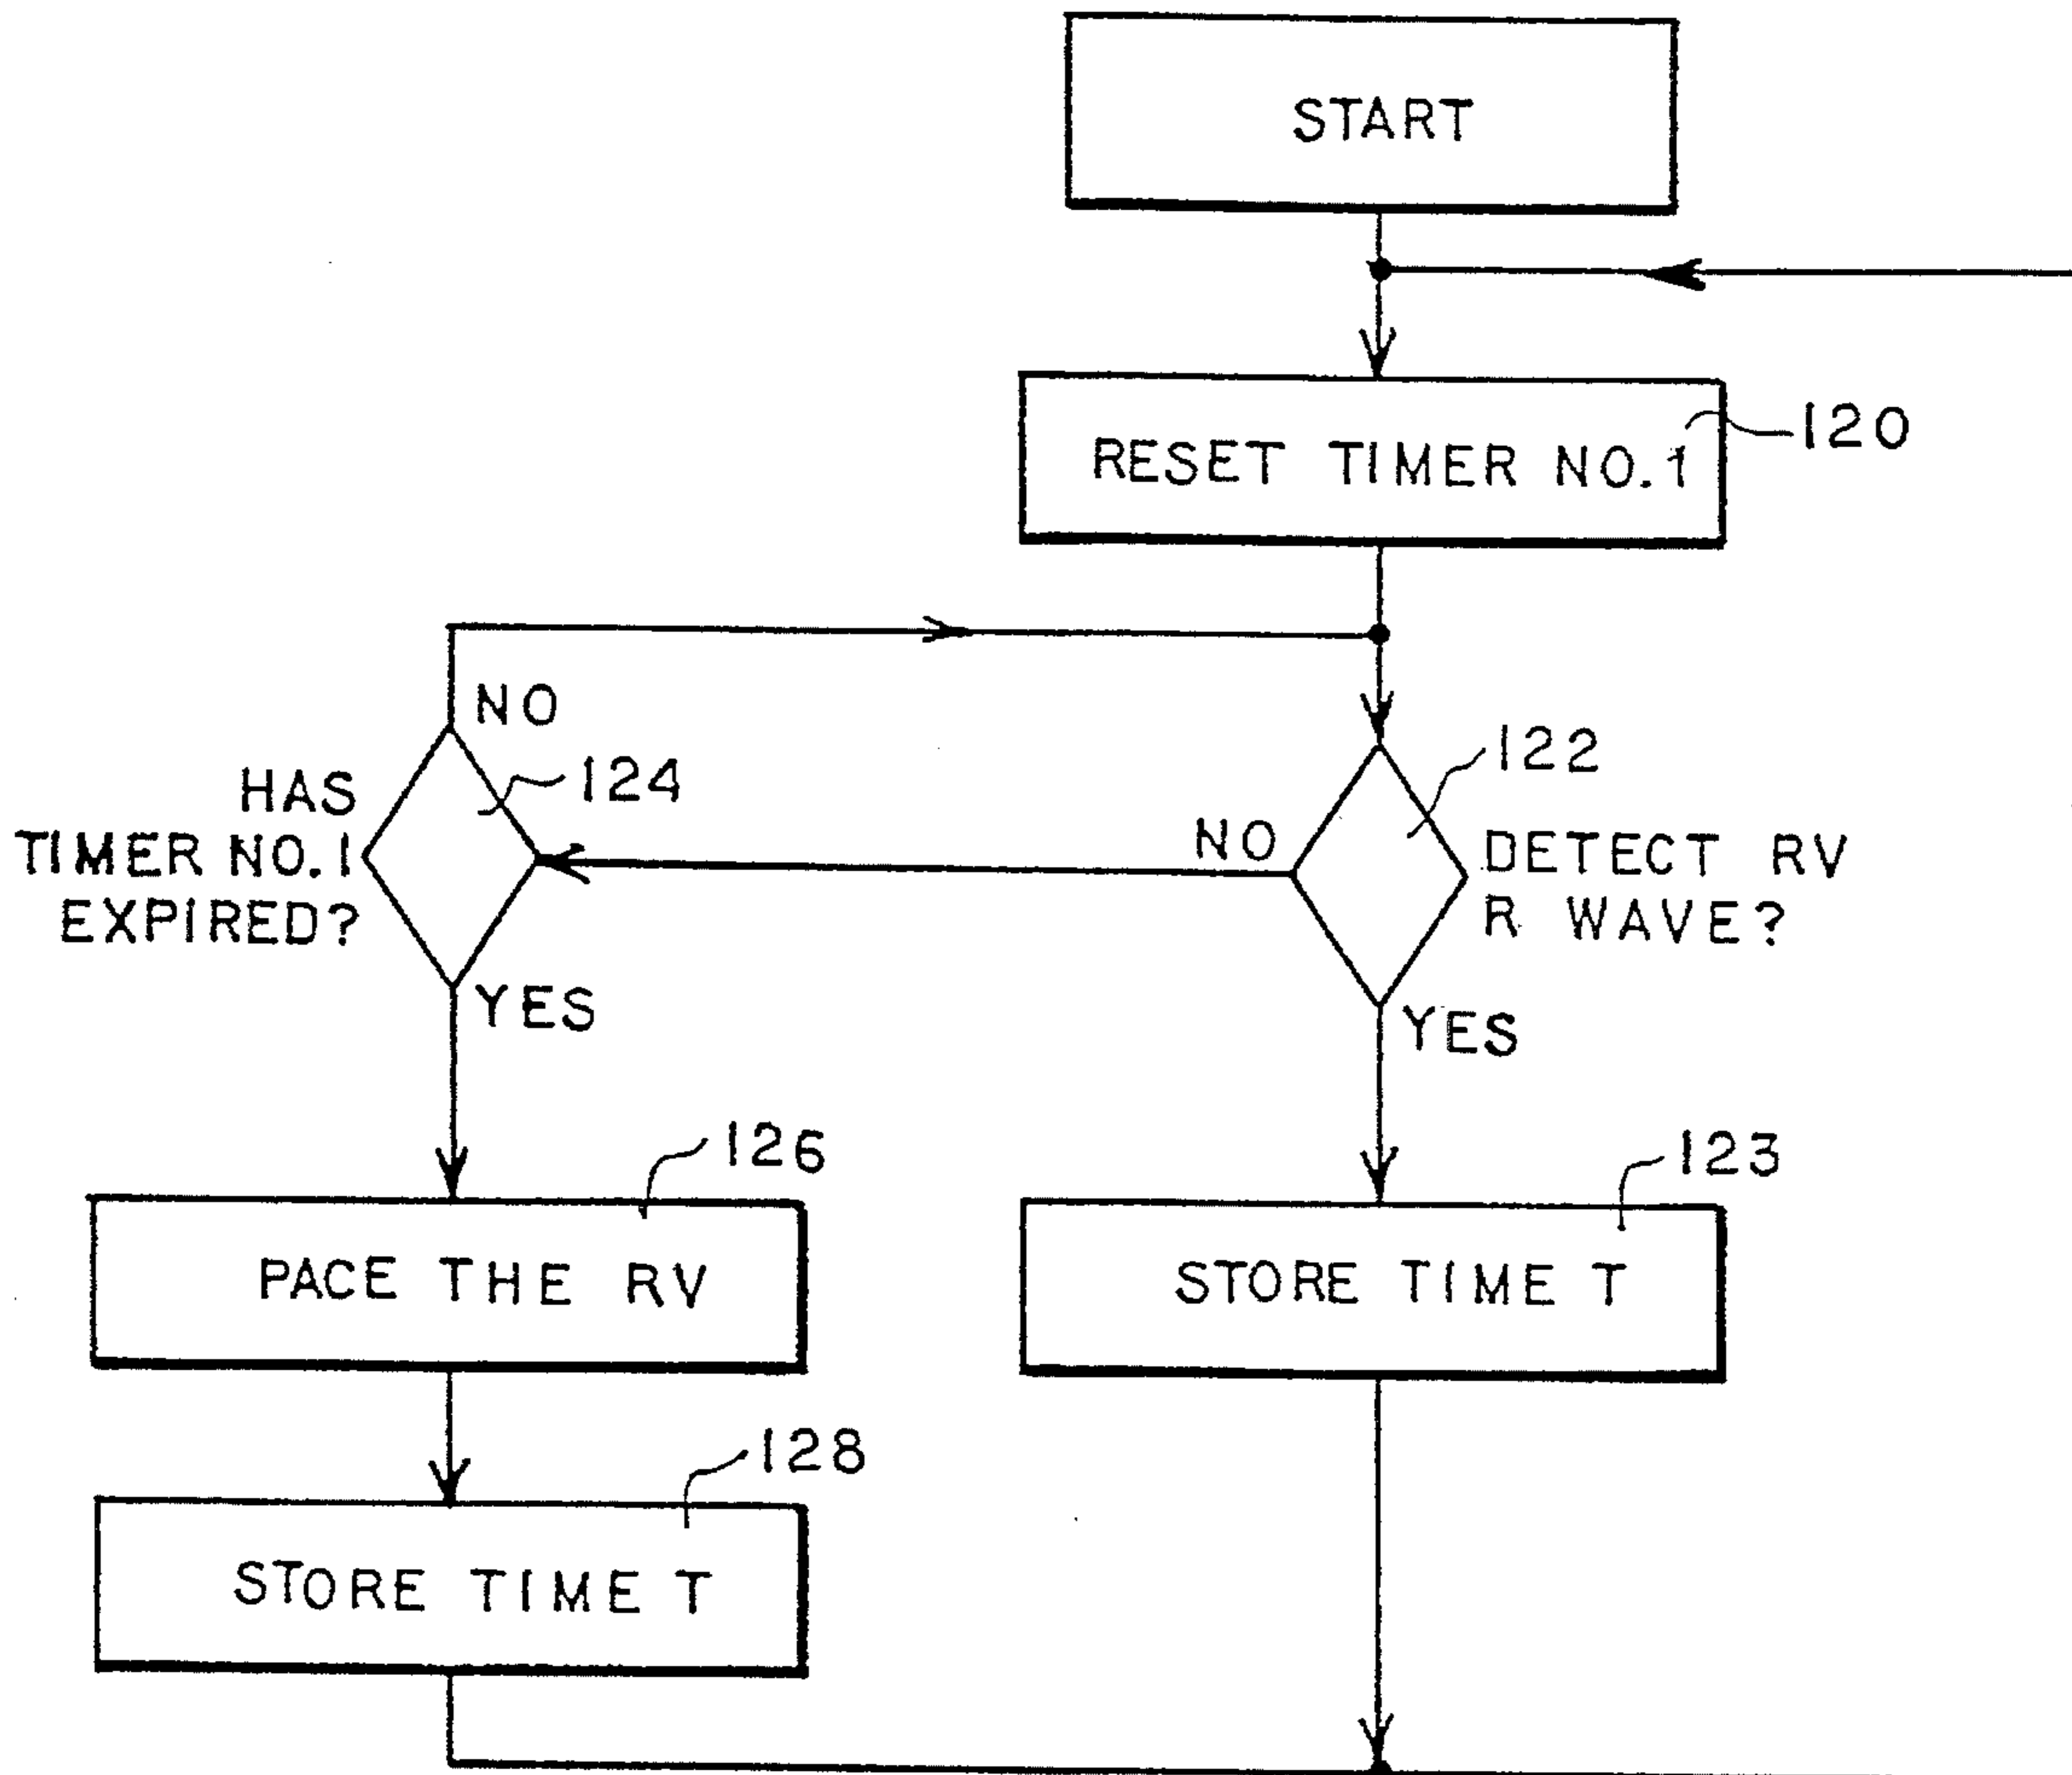 START
RESET TIMER NO.1
120
NO
HAS
TIMER NO.1
EXPIRED?
124
YES
NO
122
DETECT RV
R WAVE?
YES
126
PACE THE RV
123
STORE TIME T
128
STORE TIME T